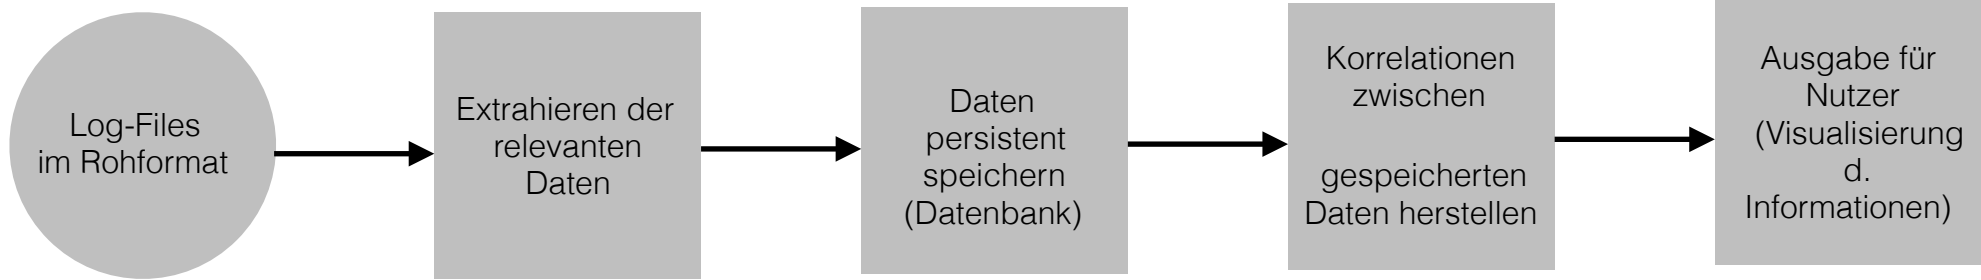 Log-Files
im Rohformat
Extrahieren der
relevanten
Daten
Daten
persistent
speichern
(Datenbank)
Korrelationen
zwischen
gespeicherten
Daten herstellen
Ausgabe für
Nutzer
(Visualisierung
d.
Informationen)